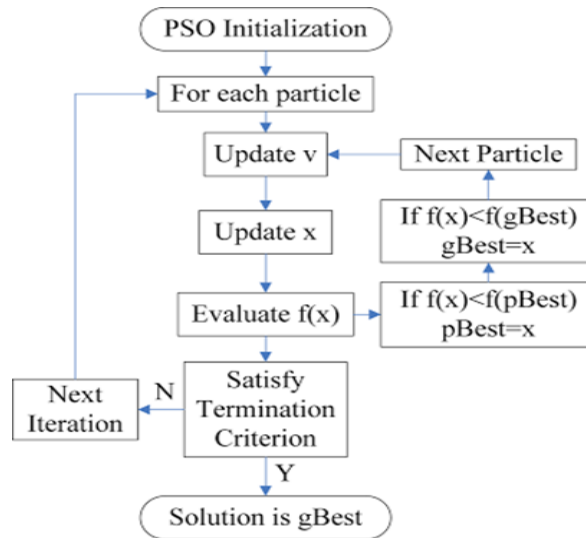 PSO Initialization
For each particle
Update v
Next Particle
Update x
If f(x)<f(gBest)
gBest=x
Evaluate f(x)
If f(x)<f(pBest)
pBest=x
Next
Iteration
N
Satisfy
Termination
Criterion
Y
Solution is gBest